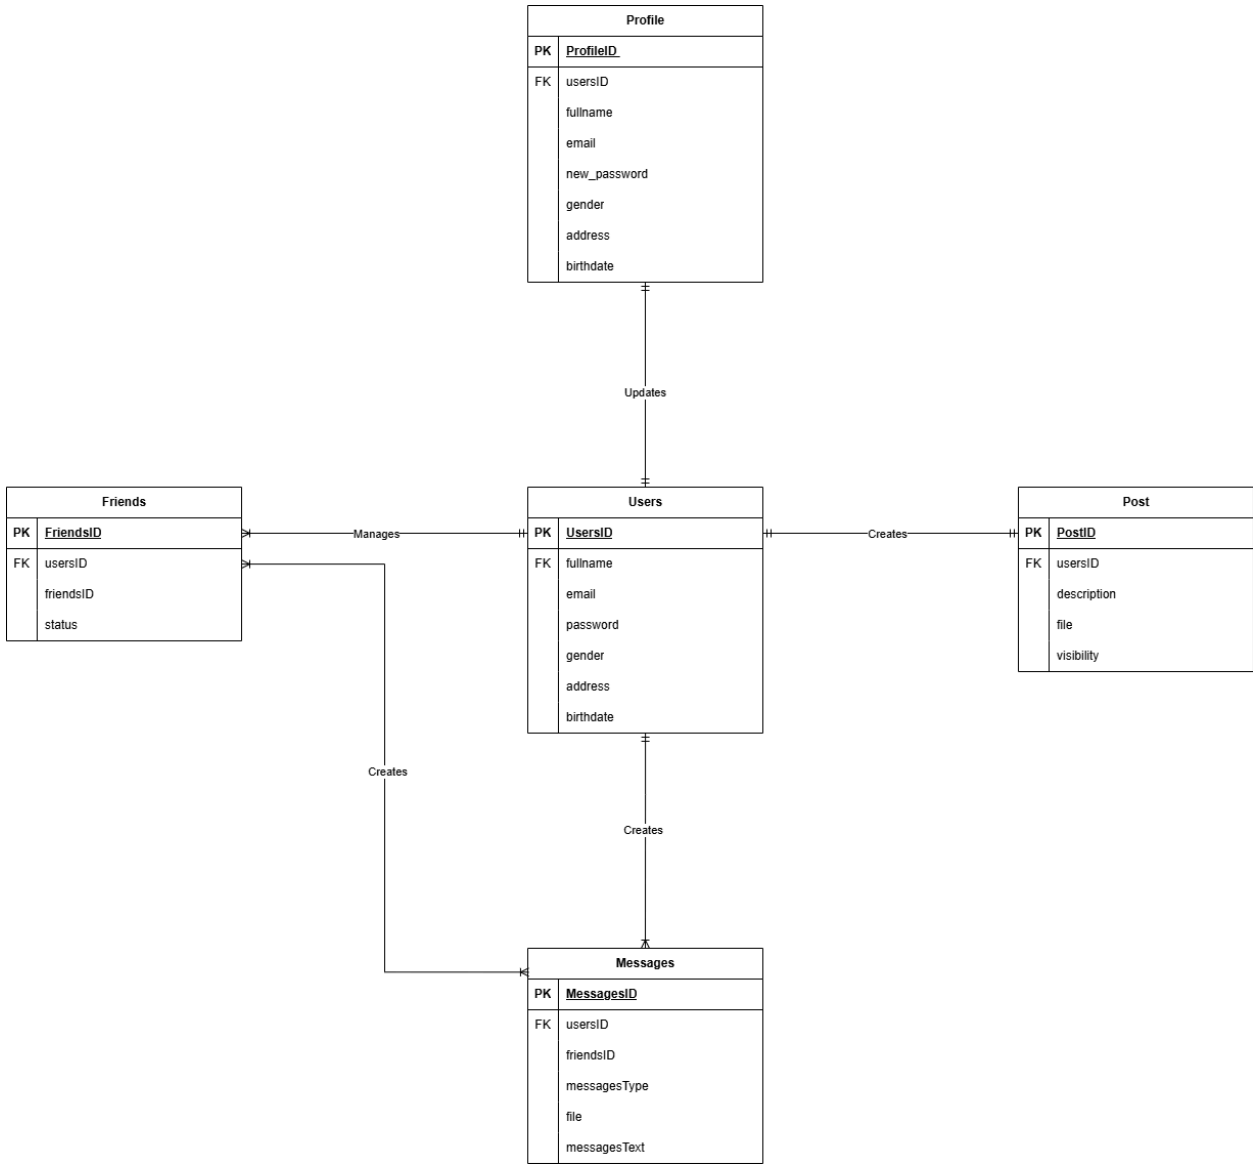 Profile
PK ProfileID
FK usersID
fullname
email
new_password
gender
address
birthdate
Updates
Friends
PK FriendsID
FK usersID
friendsID
status
Manages
Users
PK UsersID
FK fullname
email
password
gender
address
birthdate
Creates
Post
PK PostID
FK usersID
description
file
visibility
Creates
Creates
Messages
PK MessagesID
FK usersID
friendsID
messagesType
file
messagesText